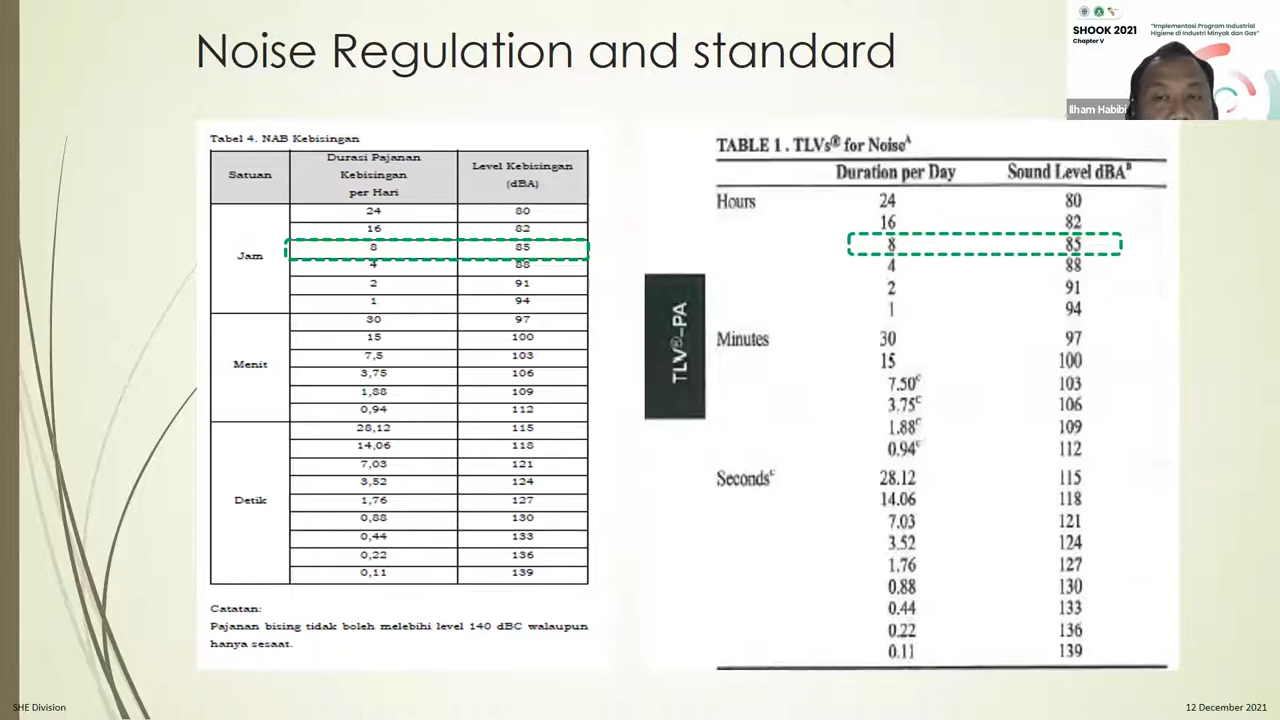 Noise Regulation and standard
SHOOK 2021
Chapter V
"Implementasi Program Industrial
Higiene di Industri Minyak dan Gas"
Ilham Habibi
Tabel 4. NAB Kebisingan
Satuan Durasi Pajanan Kebisingan per Hari Level Kebisingan (dBA)
Jam 24 80
16 82
8 85
4 88
2 91
1 94
Menit 30 97
15 100
7,5 103
3,75 106
1,88 109
0,94 112
Detik 28,12 115
14,06 118
7,03 121
3,52 124
1,76 127
0,88 130
0,44 133
0,22 136
0,11 139
Catatan:
Pajanan bising tidak boleh melebihi level 140 dBC walaupun
hanya sesaat.
TLV®-PA
TABLE 1. TLVs® for Noiseᴬ
Duration per Day Sound Level dBAᴮ
Hours 24 80
16 82
8 85
4 88
2 91
1 94
Minutes 30 97
15 100
7.50ᶜ 103
3.75ᶜ 106
1.88ᶜ 109
0.94ᶜ 112
Secondsᶜ 28.12 115
14.06 118
7.03 121
3.52 124
1.76 127
0.88 130
0.44 133
0.22 136
0.11 139
SHE Division
12 December 2021